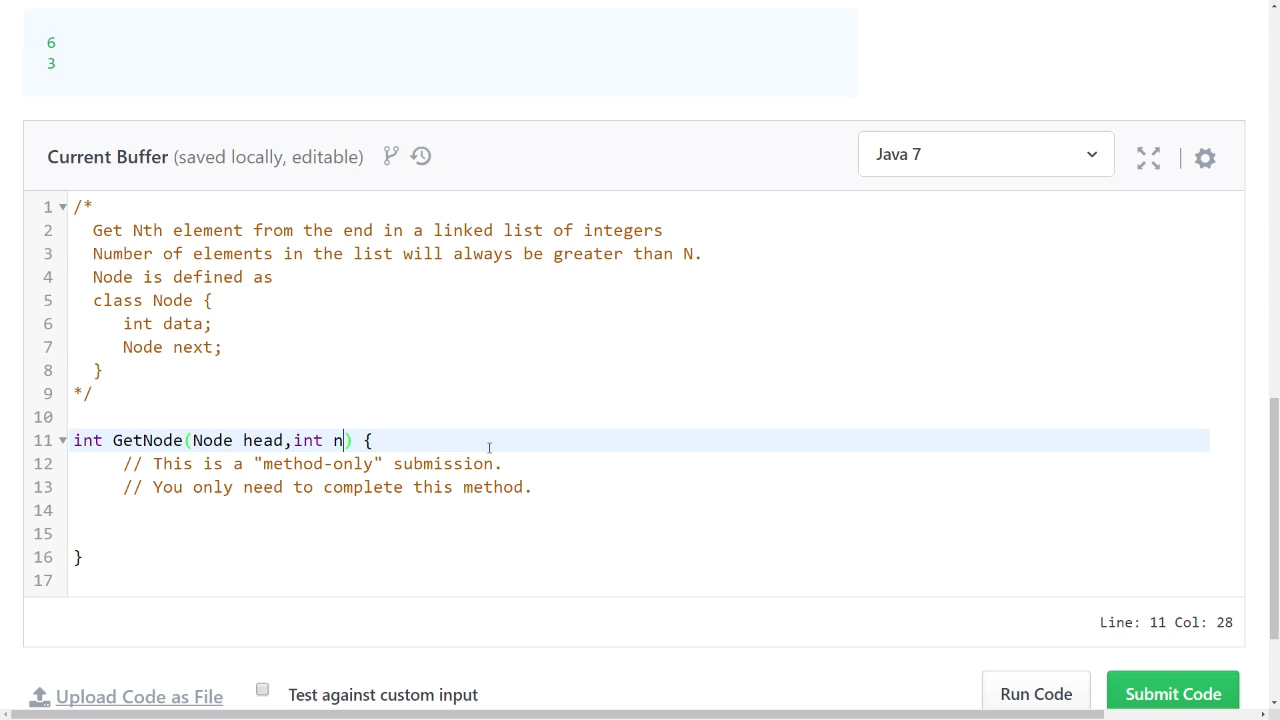 6
3
Current Buffer (saved locally, editable)
Java 7
1 /*
2 Get Nth element from the end in a linked list of integers
3 Number of elements in the list will always be greater than N.
4 Node is defined as
5 class Node {
6 int data;
7 Node next;
8 }
9 */
10
11 int GetNode(Node head,int n) {
12 // This is a "method-only" submission.
13 // You only need to complete this method.
14
15
16 }
17
Line: 11 Col: 28
Upload Code as File
Test against custom input
Run Code
Submit Code